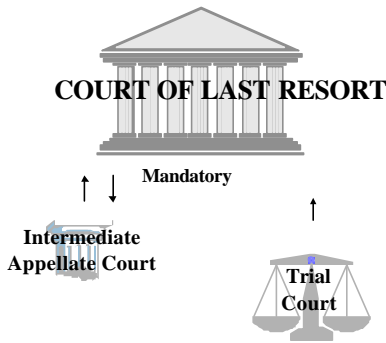 COURT OF LAST RESORT
Mandatory
Intermediate
Appellate Court
Trial
Court